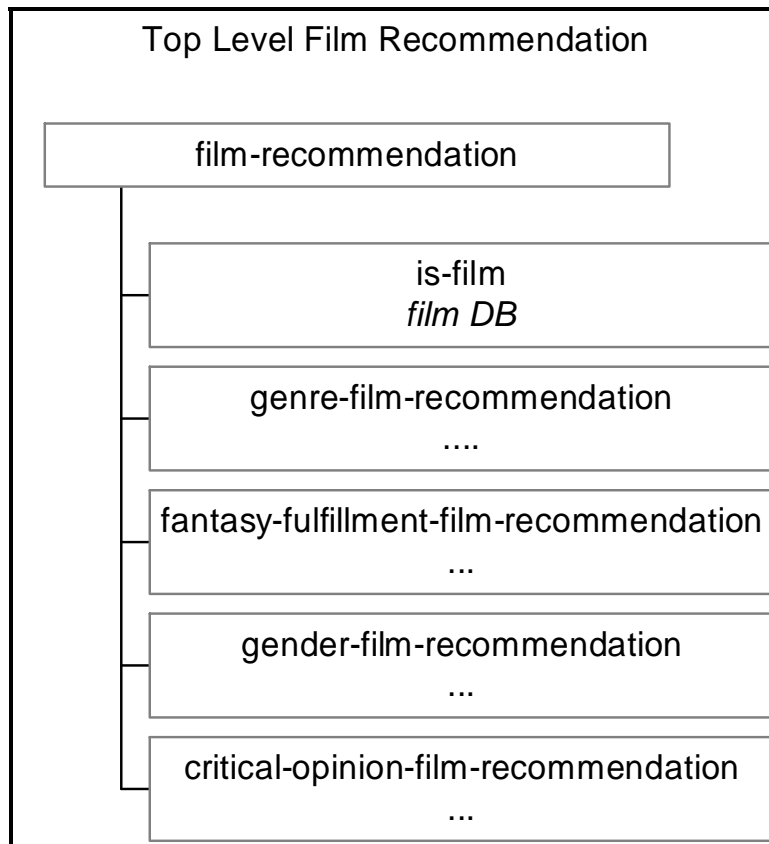 Top Level Film Recommendation
film-recommendation
is-film
film DB
genre-film-recommendation
....
fantasy-fulfillment-film-recommendation
...
gender-film-recommendation
...
critical-opinion-film-recommendation
...